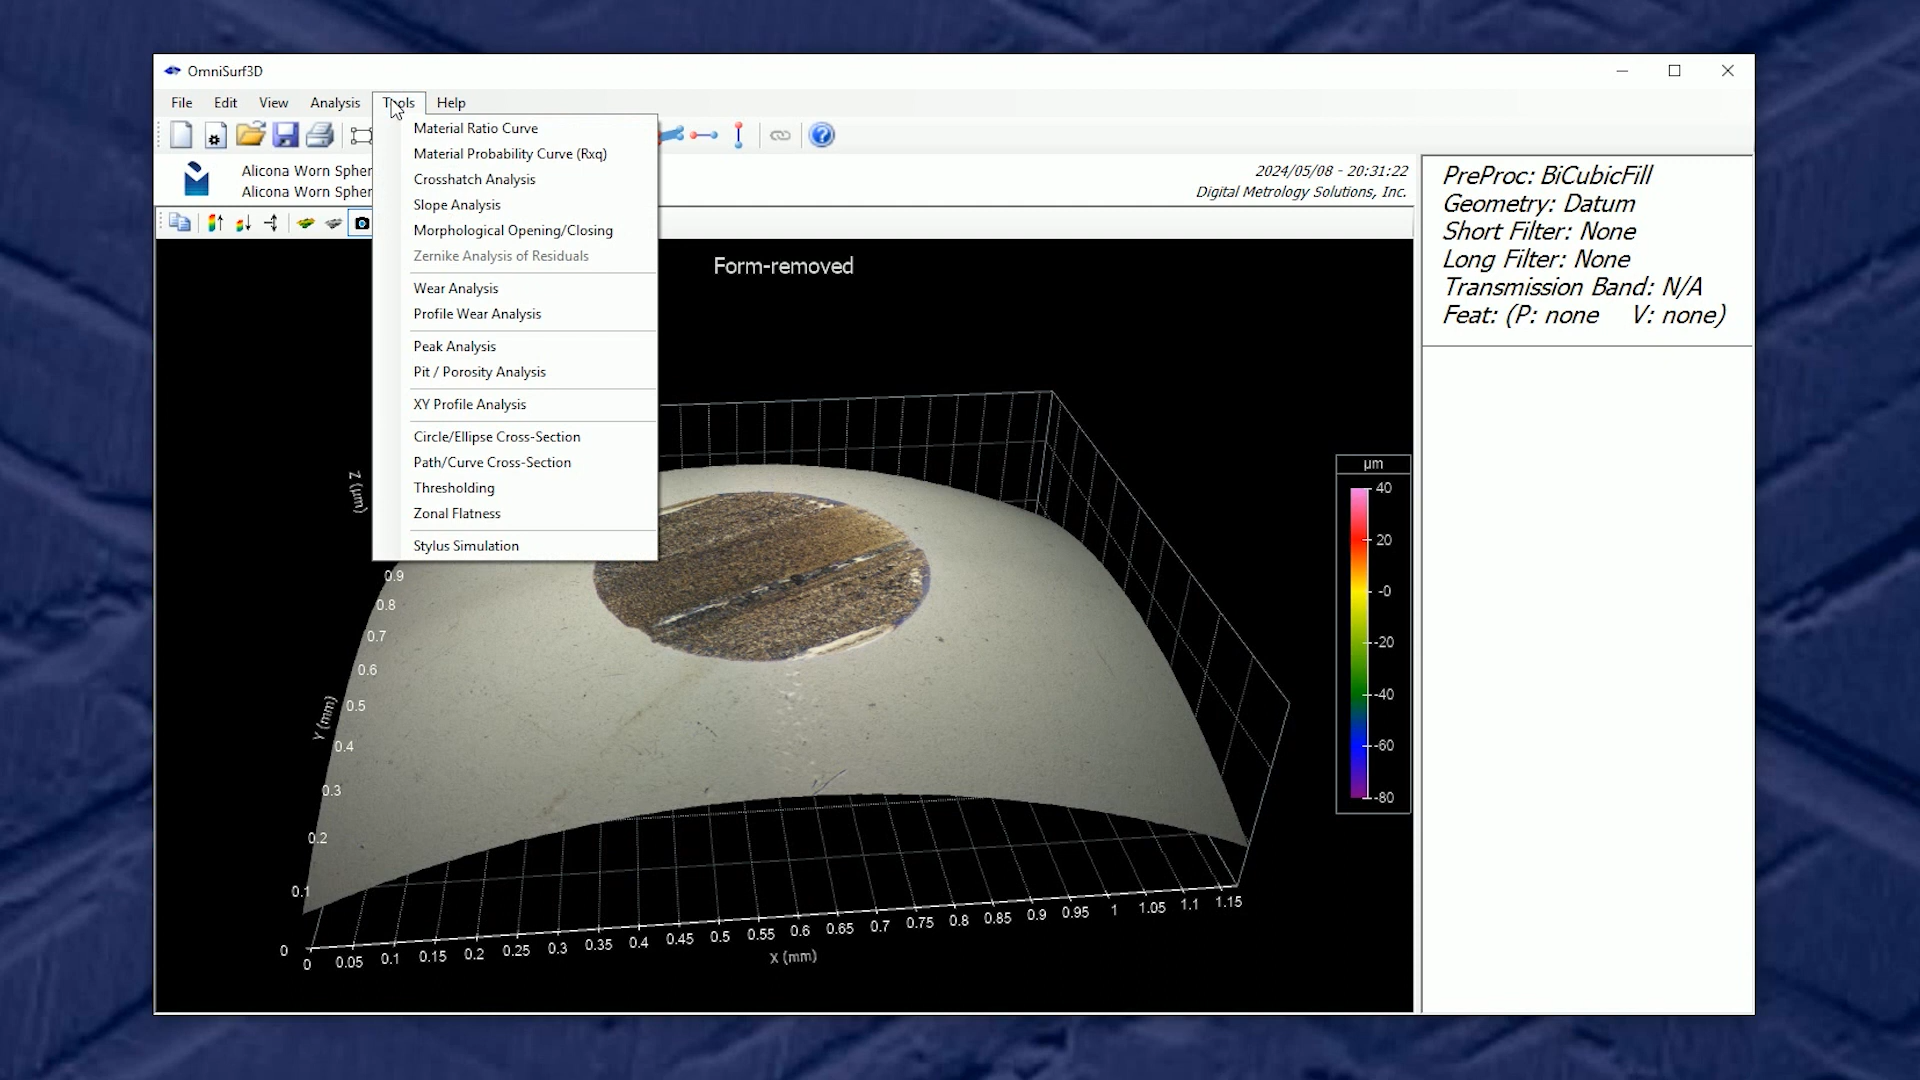 OmniSurf3D
File Edit View Analysis Tools Help
Material Ratio Curve
Material Probability Curve (Rxq)
Crosshatch Analysis
Slope Analysis
Morphological Opening/Closing
Zernike Analysis of Residuals
Wear Analysis
Profile Wear Analysis
Peak Analysis
Pit / Porosity Analysis
XY Profile Analysis
Circle/Ellipse Cross-Section
Path/Curve Cross-Section
Thresholding
Zonal Flatness
Stylus Simulation
Alicona Worn Spher
Alicona Worn Spher
2024/05/08 - 20:31:22
Digital Metrology Solutions, Inc.
PreProc: BiCubicFill
Geometry: Datum
Short Filter: None
Long Filter: None
Transmission Band: N/A
Feat: (P: none V: none)
Form-removed
µm
40
20
-0
-20
-40
-60
-80
Z (µm)
0.9
0.8
0.7
0.6
0.5
0.4
0.3
0.2
0.1
0
Y (mm)
0 0.05 0.1 0.15 0.2 0.25 0.3 0.35 0.4 0.45 0.5 0.55 0.6 0.65 0.7 0.75 0.8 0.85 0.9 0.95 1 1.05 1.1 1.15
X (mm)